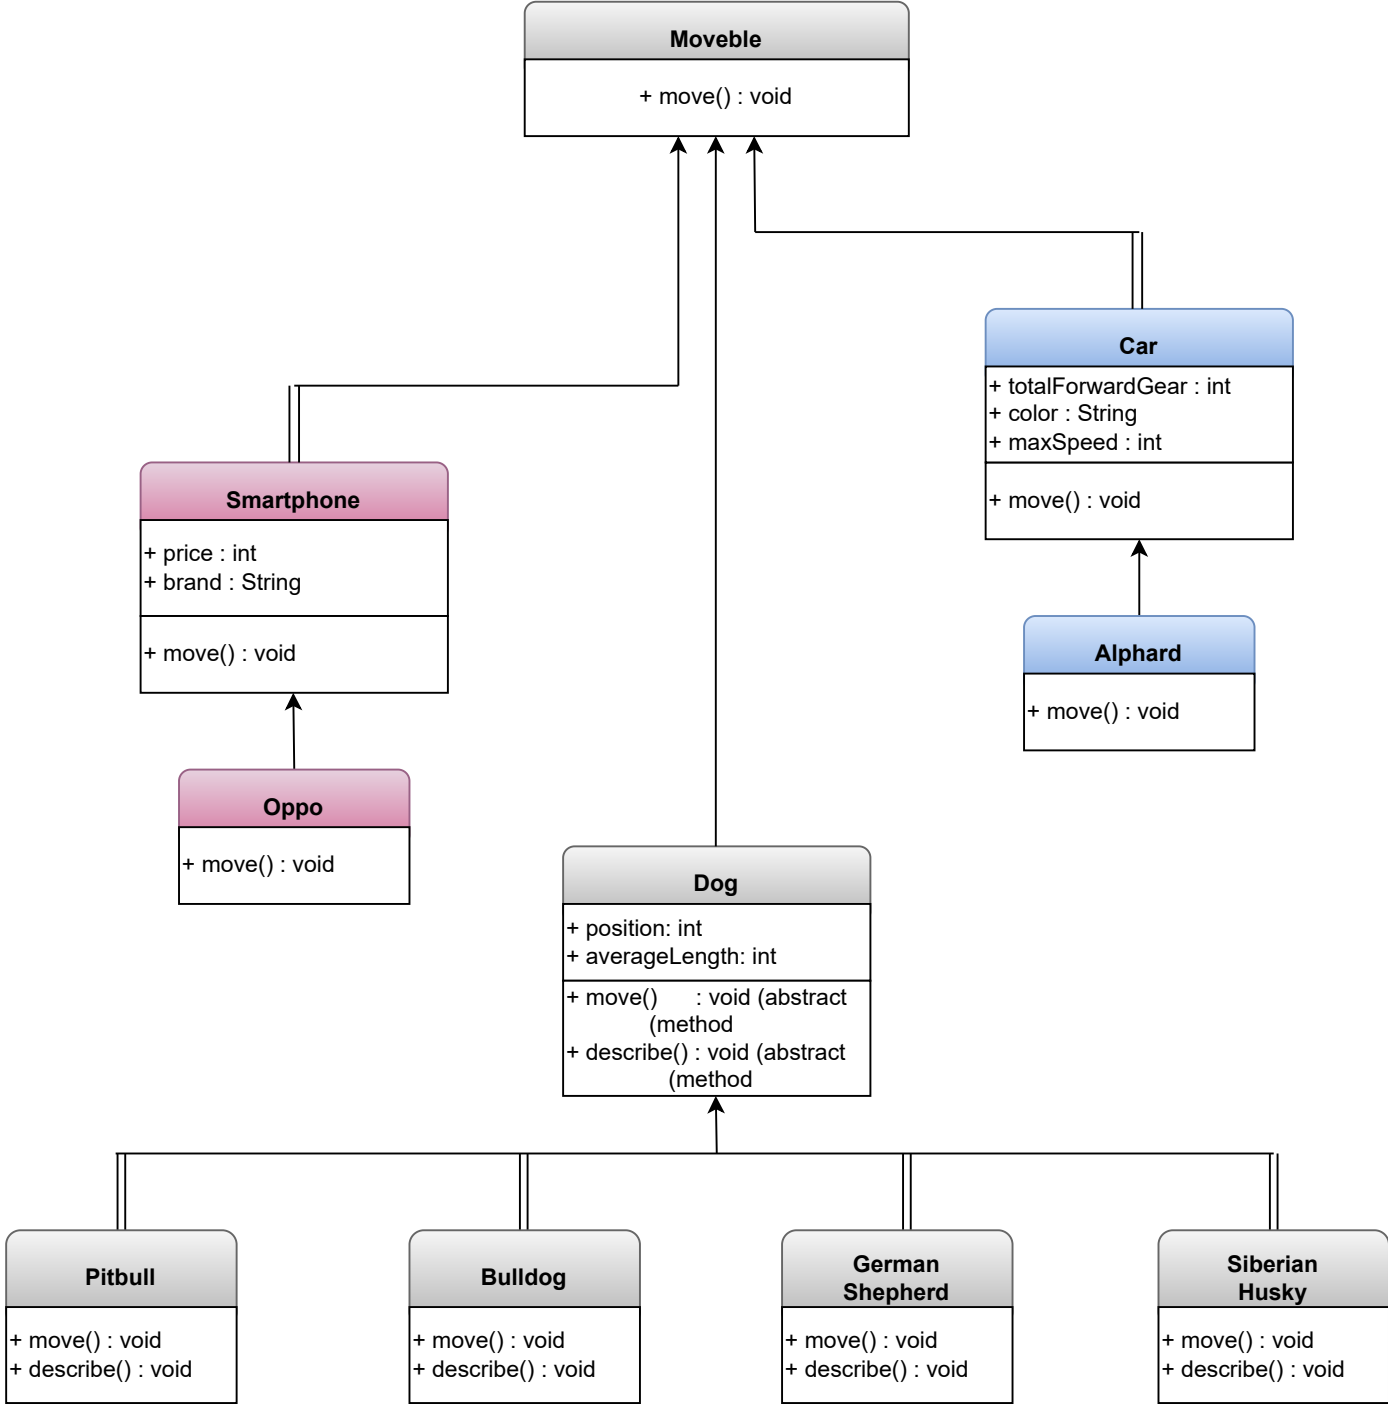 Moveble
+ move() : void
Car
+ totalForwardGear : int
+ color : String
+ maxSpeed : int
+ move() : void
Smartphone
+ price : int
+ brand : String
+ move() : void
Alphard
+ move() : void
Oppo
+ move() : void
Dog
+ position: int
+ averageLength: int
+ move() : void (abstract
(method
+ describe() : void (abstract
(method
Pitbull
+ move() : void
+ describe() : void
Bulldog
+ move() : void
+ describe() : void
German
Shepherd
+ move() : void
+ describe() : void
Siberian
Husky
+ move() : void
+ describe() : void